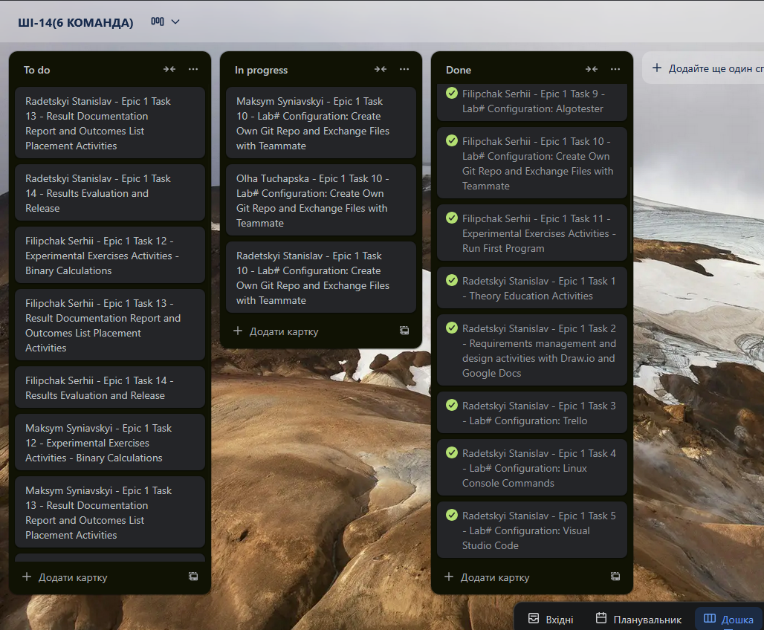 ШІ-14(6 КОМАНДА)
To do
Radetskyi Stanislav - Epic 1 Task
13 - Result Documentation
Report and Outcomes List
Placement Activities
Radetskyi Stanislav - Epic 1 Task
14 - Results Evaluation and
Release
Filipchak Serhii - Epic 1 Task 12 -
Experimental Exercises Activities -
Binary Calculations
Filipchak Serhii - Epic 1 Task 13 -
Result Documentation Report and
Outcomes List Placement
Activities
Filipchak Serhii - Epic 1 Task 14 -
Results Evaluation and Release
Maksym Syniavskyi - Epic 1 Task
12 - Experimental Exercises
Activities - Binary Calculations
Maksym Syniavskyi - Epic 1 Task
13 - Result Documentation
Report and Outcomes List
Placement Activities
+ Додати картку
In progress
Maksym Syniavskyi - Epic 1 Task
10 - Lab# Configuration: Create
Own Git Repo and Exchange Files
with Teammate
Olha Tuchapska - Epic 1 Task 10 -
Lab# Configuration: Create Own
Git Repo and Exchange Files with
Teammate
Radetskyi Stanislav - Epic 1 Task
10 - Lab# Configuration: Create
Own Git Repo and Exchange Files
with Teammate
+ Додати картку
Done
Filipchak Serhii - Epic 1 Task 9 -
Lab# Configuration: Algotester
Filipchak Serhii - Epic 1 Task 10 -
Lab# Configuration: Create Own
Git Repo and Exchange Files with
Teammate
Filipchak Serhii - Epic 1 Task 11 -
Experimental Exercises Activities -
Run First Program
Radetskyi Stanislav - Epic 1 Task 1
- Theory Education Activities
Radetskyi Stanislav - Epic 1 Task 2
- Requirements management and
design activities with Draw.io and
Google Docs
Radetskyi Stanislav - Epic 1 Task 3
- Lab# Configuration: Trello
Radetskyi Stanislav - Epic 1 Task 4
- Lab# Configuration: Linux
Console Commands
Radetskyi Stanislav - Epic 1 Task 5
- Lab# Configuration: Visual
Studio Code
+ Додати картку
+ Додайте ще один сп
Вхідні
Планувальник
Дошка